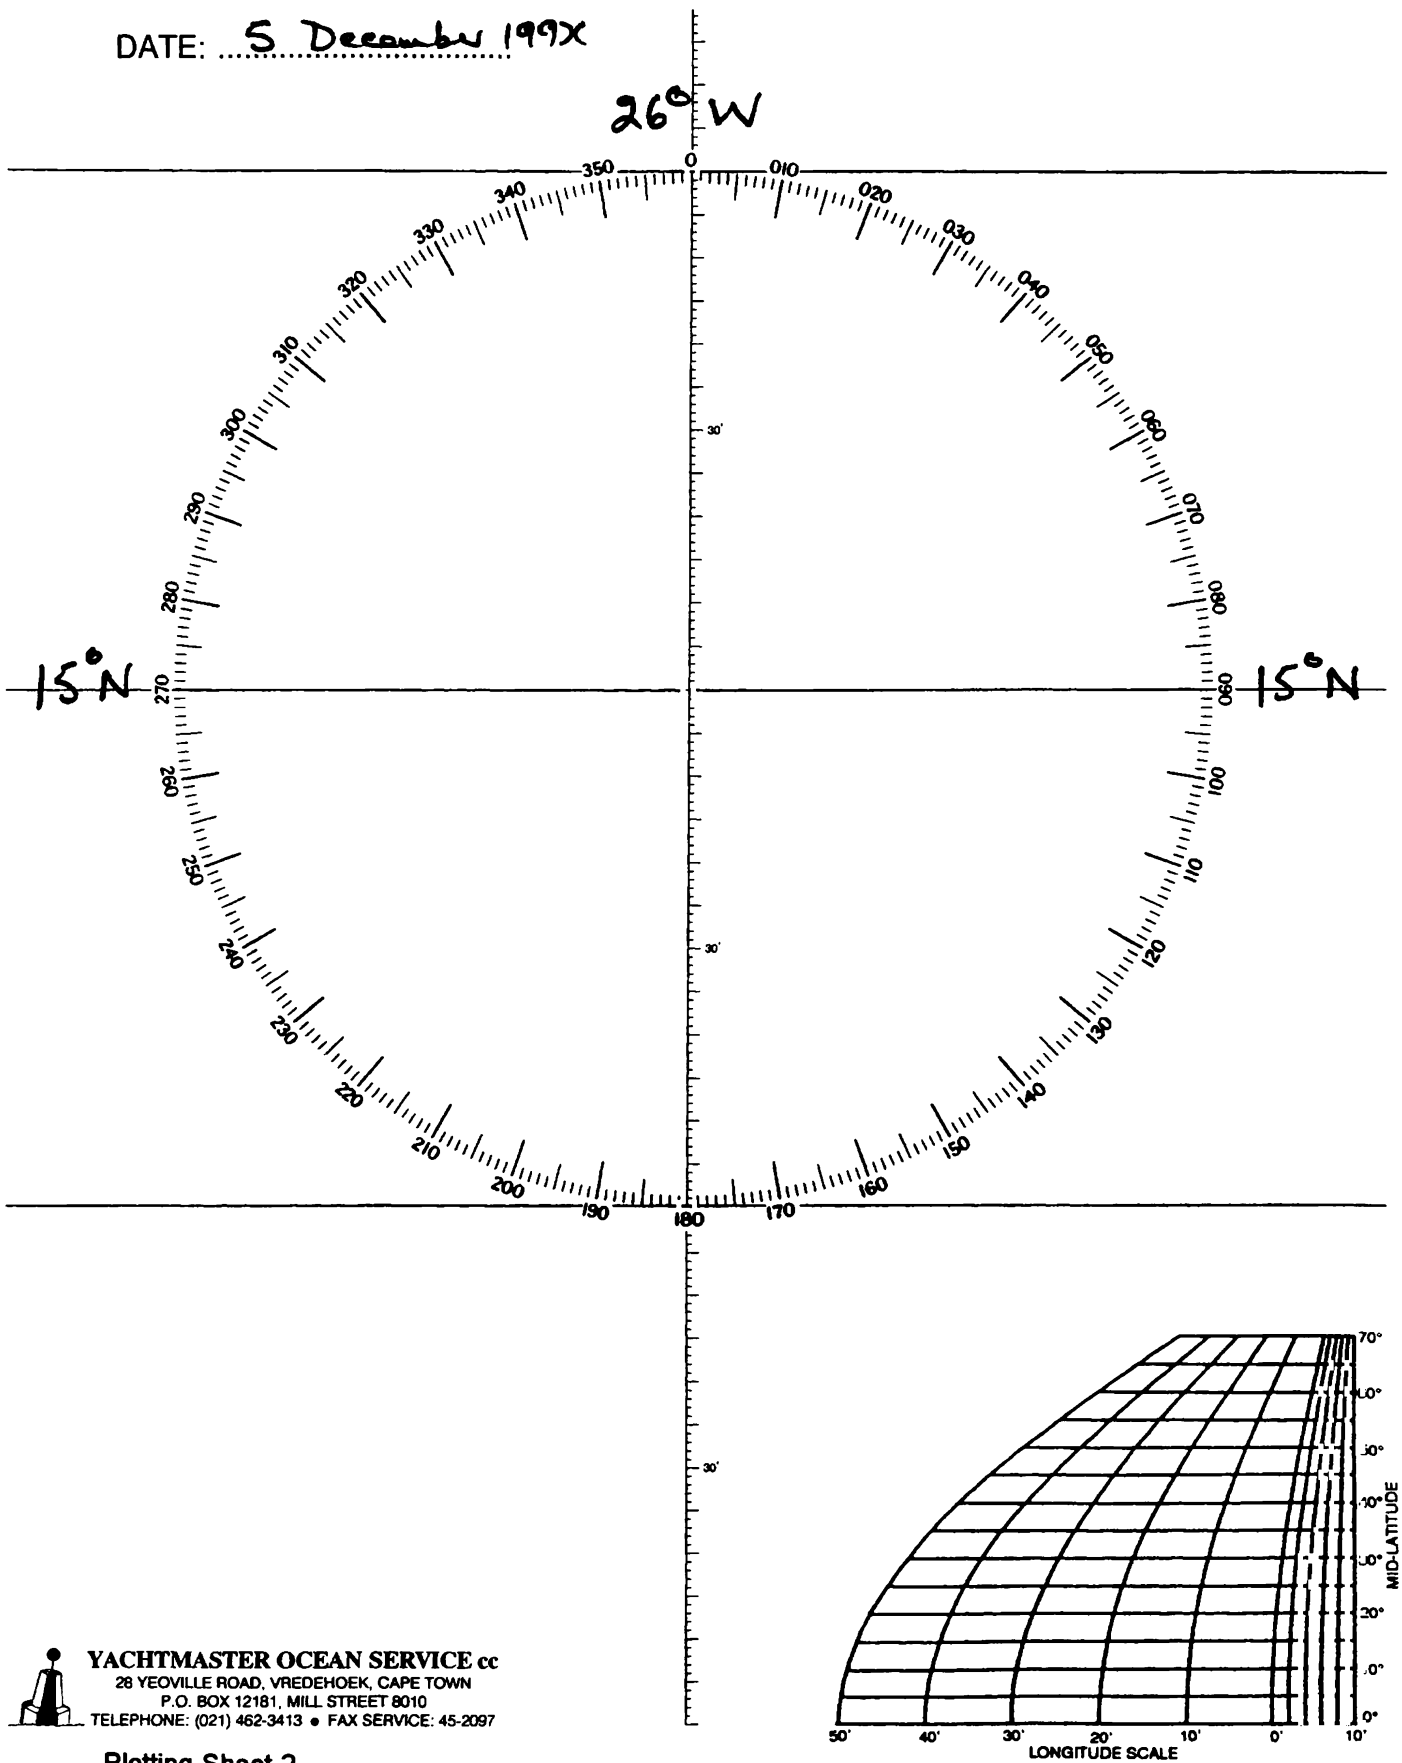 DATE: 5 December 199X
26° W
0
350 010
340 020
330 030
320 040
310 050
300 060
30'
290 070
280 080
15° N 270 090 15° N
260 100
250 110
240 120
30'
230 130
220 140
210 150
200 160
190 180 170
30'
70°
50°
20°
0°
MID-LATITUDE
50' 40' 30' 20' 10' 0' 10'
LONGITUDE SCALE
YACHTMASTER OCEAN SERVICE cc
28 YEOVILLE ROAD, VREDEHOEK, CAPE TOWN
P.O. BOX 12181, MILL STREET 8010
TELEPHONE: (021) 462-3413 ● FAX SERVICE: 45-2097
Plotting Sheet 2